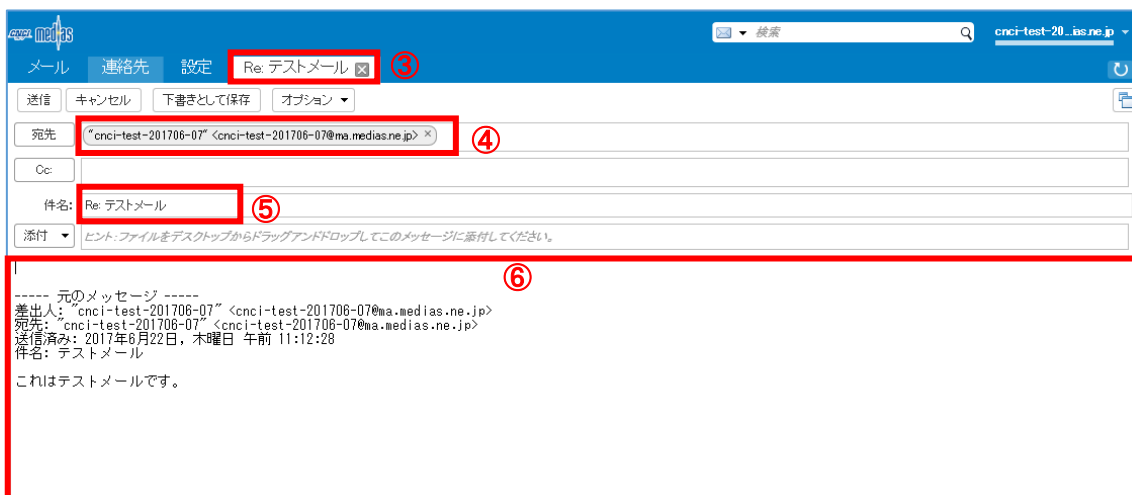 CNCI medias
検索
cnci-test-20...ias.ne.jp
メール 連絡先 設定 Re: テストメール ③
送信 キャンセル 下書きとして保存 オプション
宛先 "cnci-test-201706-07" <cnci-test-201706-07@ma.medias.ne.jp> × ④
Cc:
件名: Re: テストメール ⑤
添付 ヒント:ファイルをデスクトップからドラッグアンドドロップしてこのメッセージに添付してください。
⑥
----- 元のメッセージ -----
差出人: "cnci-test-201706-07" <cnci-test-201706-07@ma.medias.ne.jp>
宛先: "cnci-test-201706-07" <cnci-test-201706-07@ma.medias.ne.jp>
送信済み: 2017年6月22日, 木曜日 午前 11:12:28
件名: テストメール
これはテストメールです。